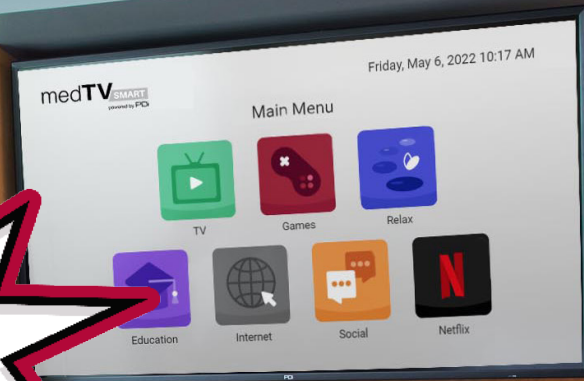 Friday, May 6, 2022 10:17 AM
medTV SMART
powered by PDi
Main Menu
TV
Games
Relax
Education
Internet
Social
N
Netflix
PDi